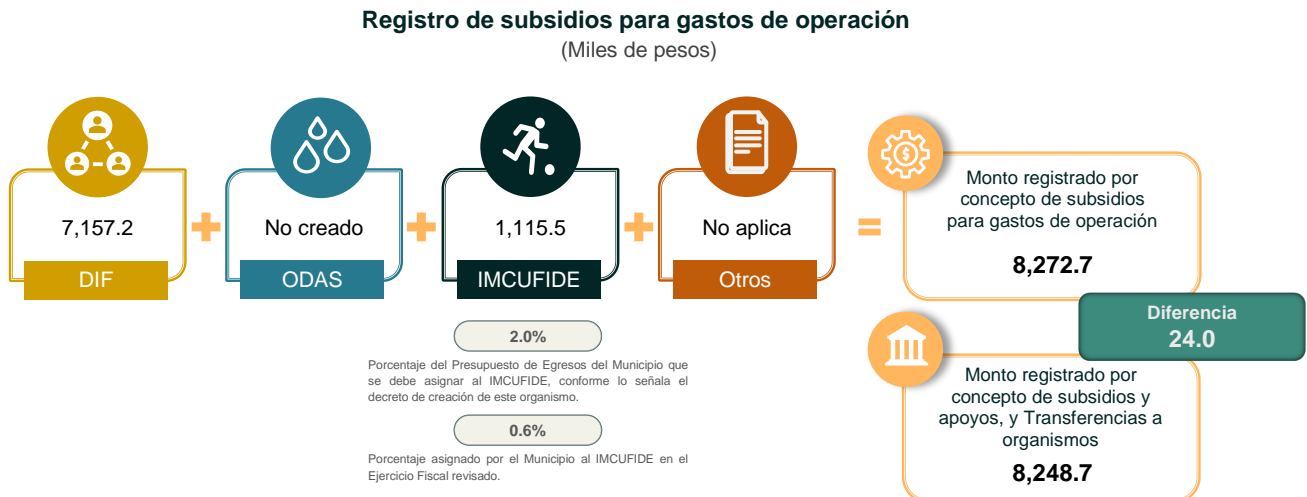 Registro de subsidios para gastos de operación
(Miles de pesos)
7,157.2
DIF
No creado
ODAS
1,115.5
IMCUFIDE
No aplica
Otros
2.0%
Porcentaje del Presupuesto de Egresos del Municipio que
se debe asignar al IMCUFIDE, conforme lo señala el
decreto de creación de este organismo.
0.6%
Porcentaje asignado por el Municipio al IMCUFIDE en el
Ejercicio Fiscal revisado.
Monto registrado por
concepto de subsidios
para gastos de operación
8,272.7
Diferencia
24.0
Monto registrado por
concepto de subsidios y
apoyos, y Transferencias a
organismos
8,248.7